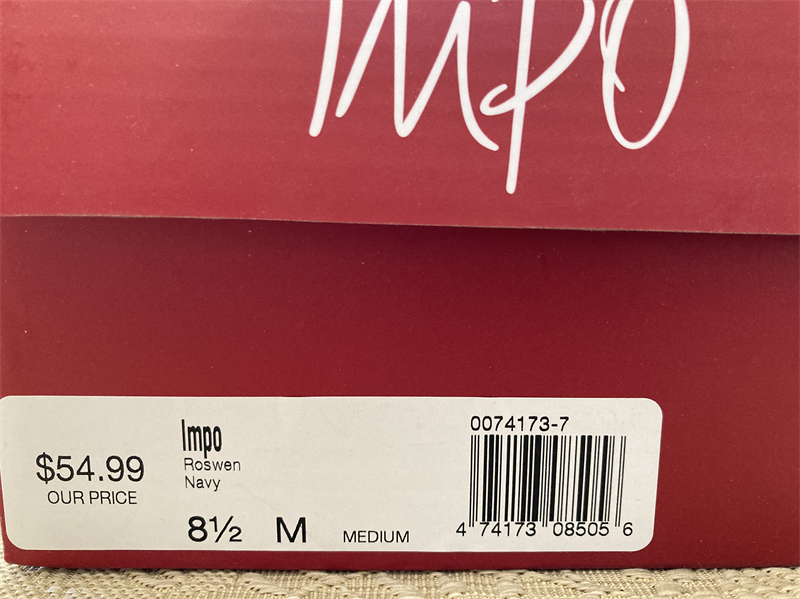 Impo
$54.99
OUR PRICE
Impo
Roswen
Navy
8½ M MEDIUM
0074173-7
4 74173 08505 6